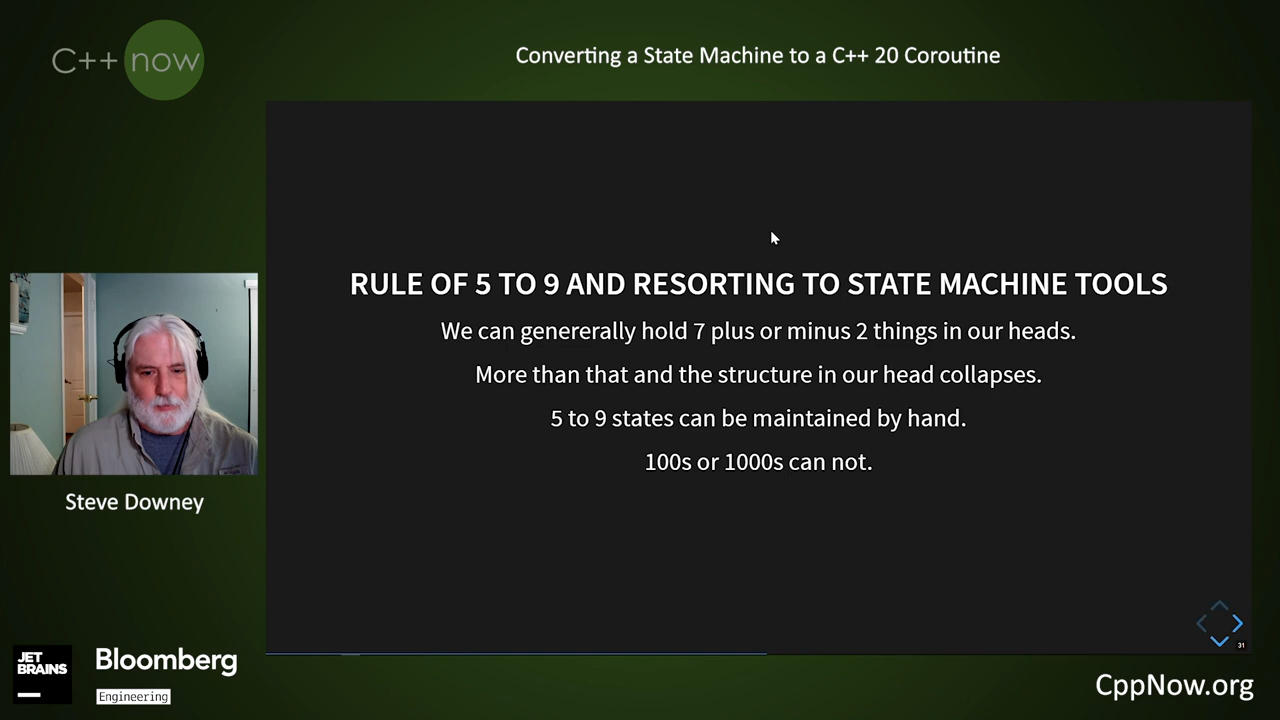 C++ now
Converting a State Machine to a C++ 20 Coroutine
RULE OF 5 TO 9 AND RESORTING TO STATE MACHINE TOOLS
We can genererally hold 7 plus or minus 2 things in our heads.
More than that and the structure in our head collapses.
5 to 9 states can be maintained by hand.
100s or 1000s can not.
Steve Downey
31
JET
BRAINS
Bloomberg
Engineering
CppNow.org